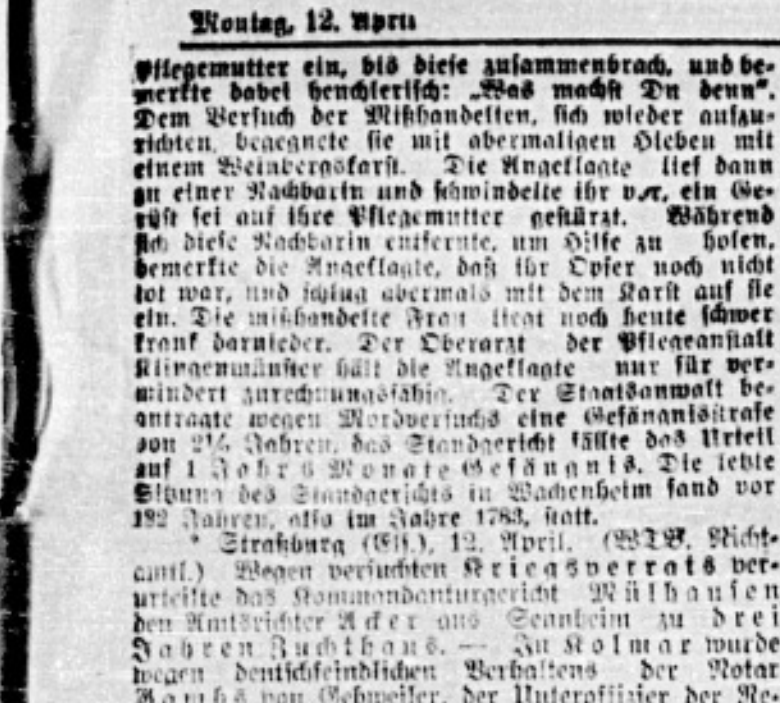 Montag, 12. April
Pflegemutter ein, bis diese zusammenbrach, und be-
merkte dabei heuchlerisch: „Was machst Du denn“.
Dem Versuch der Mißhandelten, sich wieder aufzu-
richten, begegnete sie mit abermaligen Hieben mit
einem Weinbergskarst. Die Angeklagte lief dann
zu einer Nachbarin und schwindelte ihr vor, ein Ge-
rüst sei auf ihre Pflegemutter gestürzt. Während
sich diese Nachbarin entfernte, um Hilfe zu holen,
bemerkte die Angeklagte, daß ihr Opfer noch nicht
tot war, und schlug abermals mit dem Karst auf sie
ein. Die mißhandelte Frau liegt noch heute schwer
krank darnieder. Der Oberarzt der Pflegeanstalt
Klingenmünster hält die Angeklagte nur für ver-
mindert zurechnungsfähig. Der Staatsanwalt be-
antragte wegen Mordversuchs eine Gefängnisstrafe
von Jahren, das Standgericht fällte das Urteil
auf 1 Jahr 6 Monate Gefängnis. Die letzte
Sitzung des Standgerichts in Wachenheim fand vor
132 Jahren, also im Jahre 1783, statt.
* Straßburg (Els.), 12. April. (WTB. Nicht-
amtl.) Wegen versuchten Kriegsverrats ver-
urteilte das Kommandanturgericht Mülhausen
den Amtsrichter Acker aus Sennheim zu drei
Jahren Zuchthaus. — In Kolmar wurde
wegen deutschfeindlichen Verhaltens der Notar
von Gebweiler, der Unteroffizier der Re-